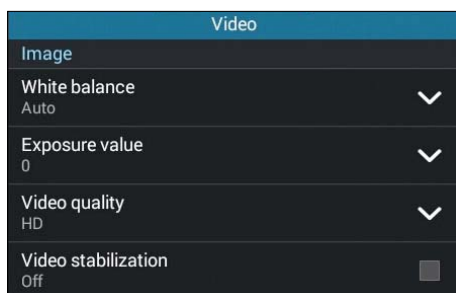 Video
Image
White balance
Auto
Exposure value
0
Video quality
HD
Video stabilization
Off